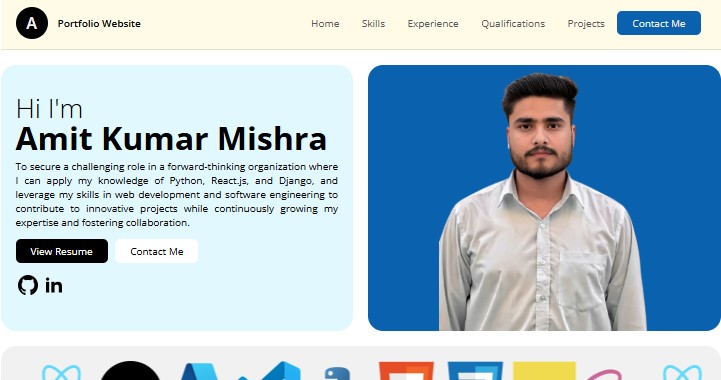 A Portfolio Website Home Skills Experience Qualifications Projects Contact Me
Hi I'm
Amit Kumar Mishra
To secure a challenging role in a forward-thinking organization where
I can apply my knowledge of Python, React.js, and Django, and
leverage my skills in web development and software engineering to
contribute to innovative projects while continuously growing my
expertise and fostering collaboration.
View Resume Contact Me
in